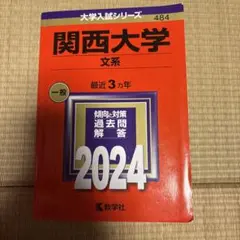 大学入試シリーズ
484
関西大学
文系
最近3ヵ年
一般
傾向と対策
過去問
解答
2024
教学社